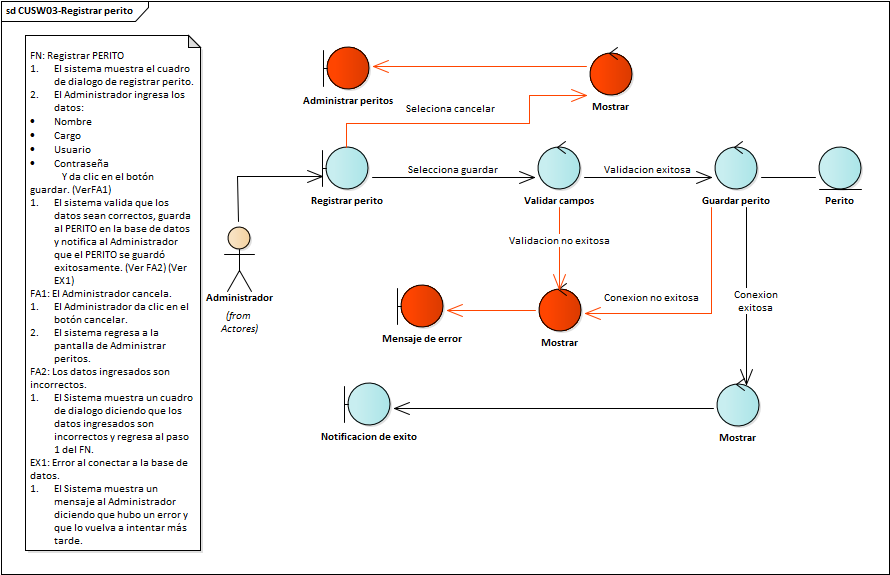 sd CUSW03-Registrar perito
FN: Registrar PERITO
1. El sistema muestra el cuadro
de dialogo de registrar perito.
2. El Administrador ingresa los
datos:
• Nombre
• Cargo
• Usuario
• Contraseña
Y da clic en el botón
guardar. (VerFA1)
1. El sistema valida que los
datos sean correctos, guarda
al PERITO en la base de datos
y notifica al Administrador
que el PERITO se guardó
exitosamente. (Ver FA2) (Ver
EX1)
FA1: El Administrador cancela.
1. El Administrador da clic en el
botón cancelar.
2. El sistema regresa a la
pantalla de Administrar
peritos.
FA2: Los datos ingresados son
incorrectos.
1. El Sistema muestra un cuadro
de dialogo diciendo que los
datos ingresados son
incorrectos y regresa al paso
1 del FN.
EX1: Error al conectar a la base de
datos.
1. El Sistema muestra un
mensaje al Administrador
diciendo que hubo un error y
que lo vuelva a intentar más
tarde.
Administrar peritos
Mostrar
Seleciona cancelar
Registrar perito
Selecciona guardar
Validar campos
Validacion exitosa
Guardar perito
Perito
Administrador
(from
Actores)
Validacion no exitosa
Conexion no exitosa
Conexion
exitosa
Mensaje de error
Mostrar
Notificacion de exito
Mostrar